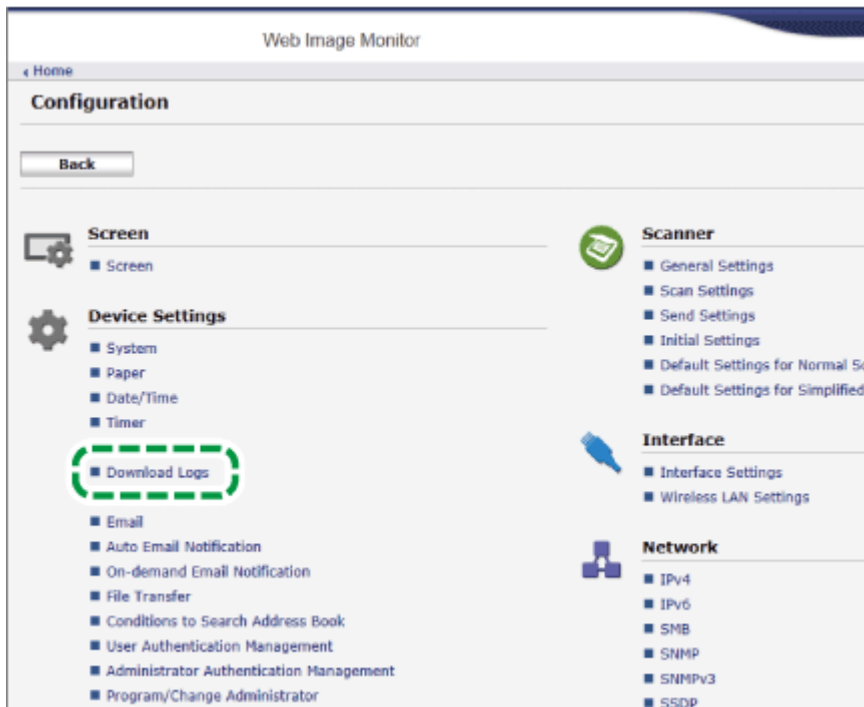 Web Image Monitor
Home
Configuration
Back
Screen
Screen
Device Settings
System
Paper
Date/Time
Timer
Download Logs
Email
Auto Email Notification
On-demand Email Notification
File Transfer
Conditions to Search Address Book
User Authentication Management
Administrator Authentication Management
Program/Change Administrator
Scanner
General Settings
Scan Settings
Send Settings
Initial Settings
Default Settings for Normal
Default Settings for Simplified
Interface
Interface Settings
Wireless LAN Settings
Network
IPv4
IPv6
SMB
SNMP
SNMPv3
SSDP